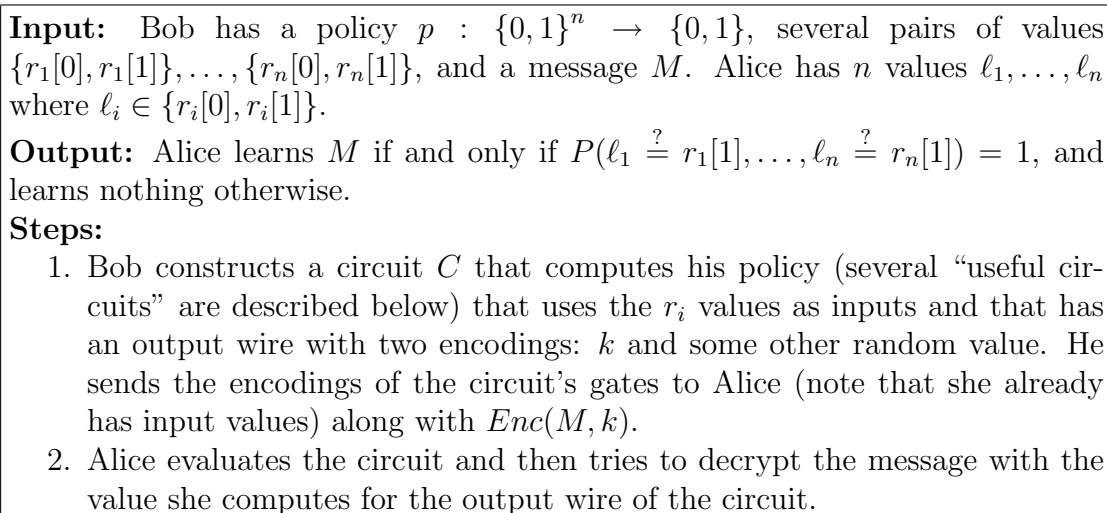 Input: Bob has a policy p : {0, 1}^n → {0, 1}, several pairs of values
{r_1[0], r_1[1]}, . . . , {r_n[0], r_n[1]}, and a message M. Alice has n values ℓ_1, . . . , ℓ_n
where ℓ_i ∈ {r_i[0], r_i[1]}.
Output: Alice learns M if and only if P(ℓ_1 ≟ r_1[1], . . . , ℓ_n ≟ r_n[1]) = 1, and
learns nothing otherwise.
Steps:
1. Bob constructs a circuit C that computes his policy (several “useful cir-
cuits” are described below) that uses the r_i values as inputs and that has
an output wire with two encodings: k and some other random value. He
sends the encodings of the circuit’s gates to Alice (note that she already
has input values) along with Enc(M, k).
2. Alice evaluates the circuit and then tries to decrypt the message with the
value she computes for the output wire of the circuit.